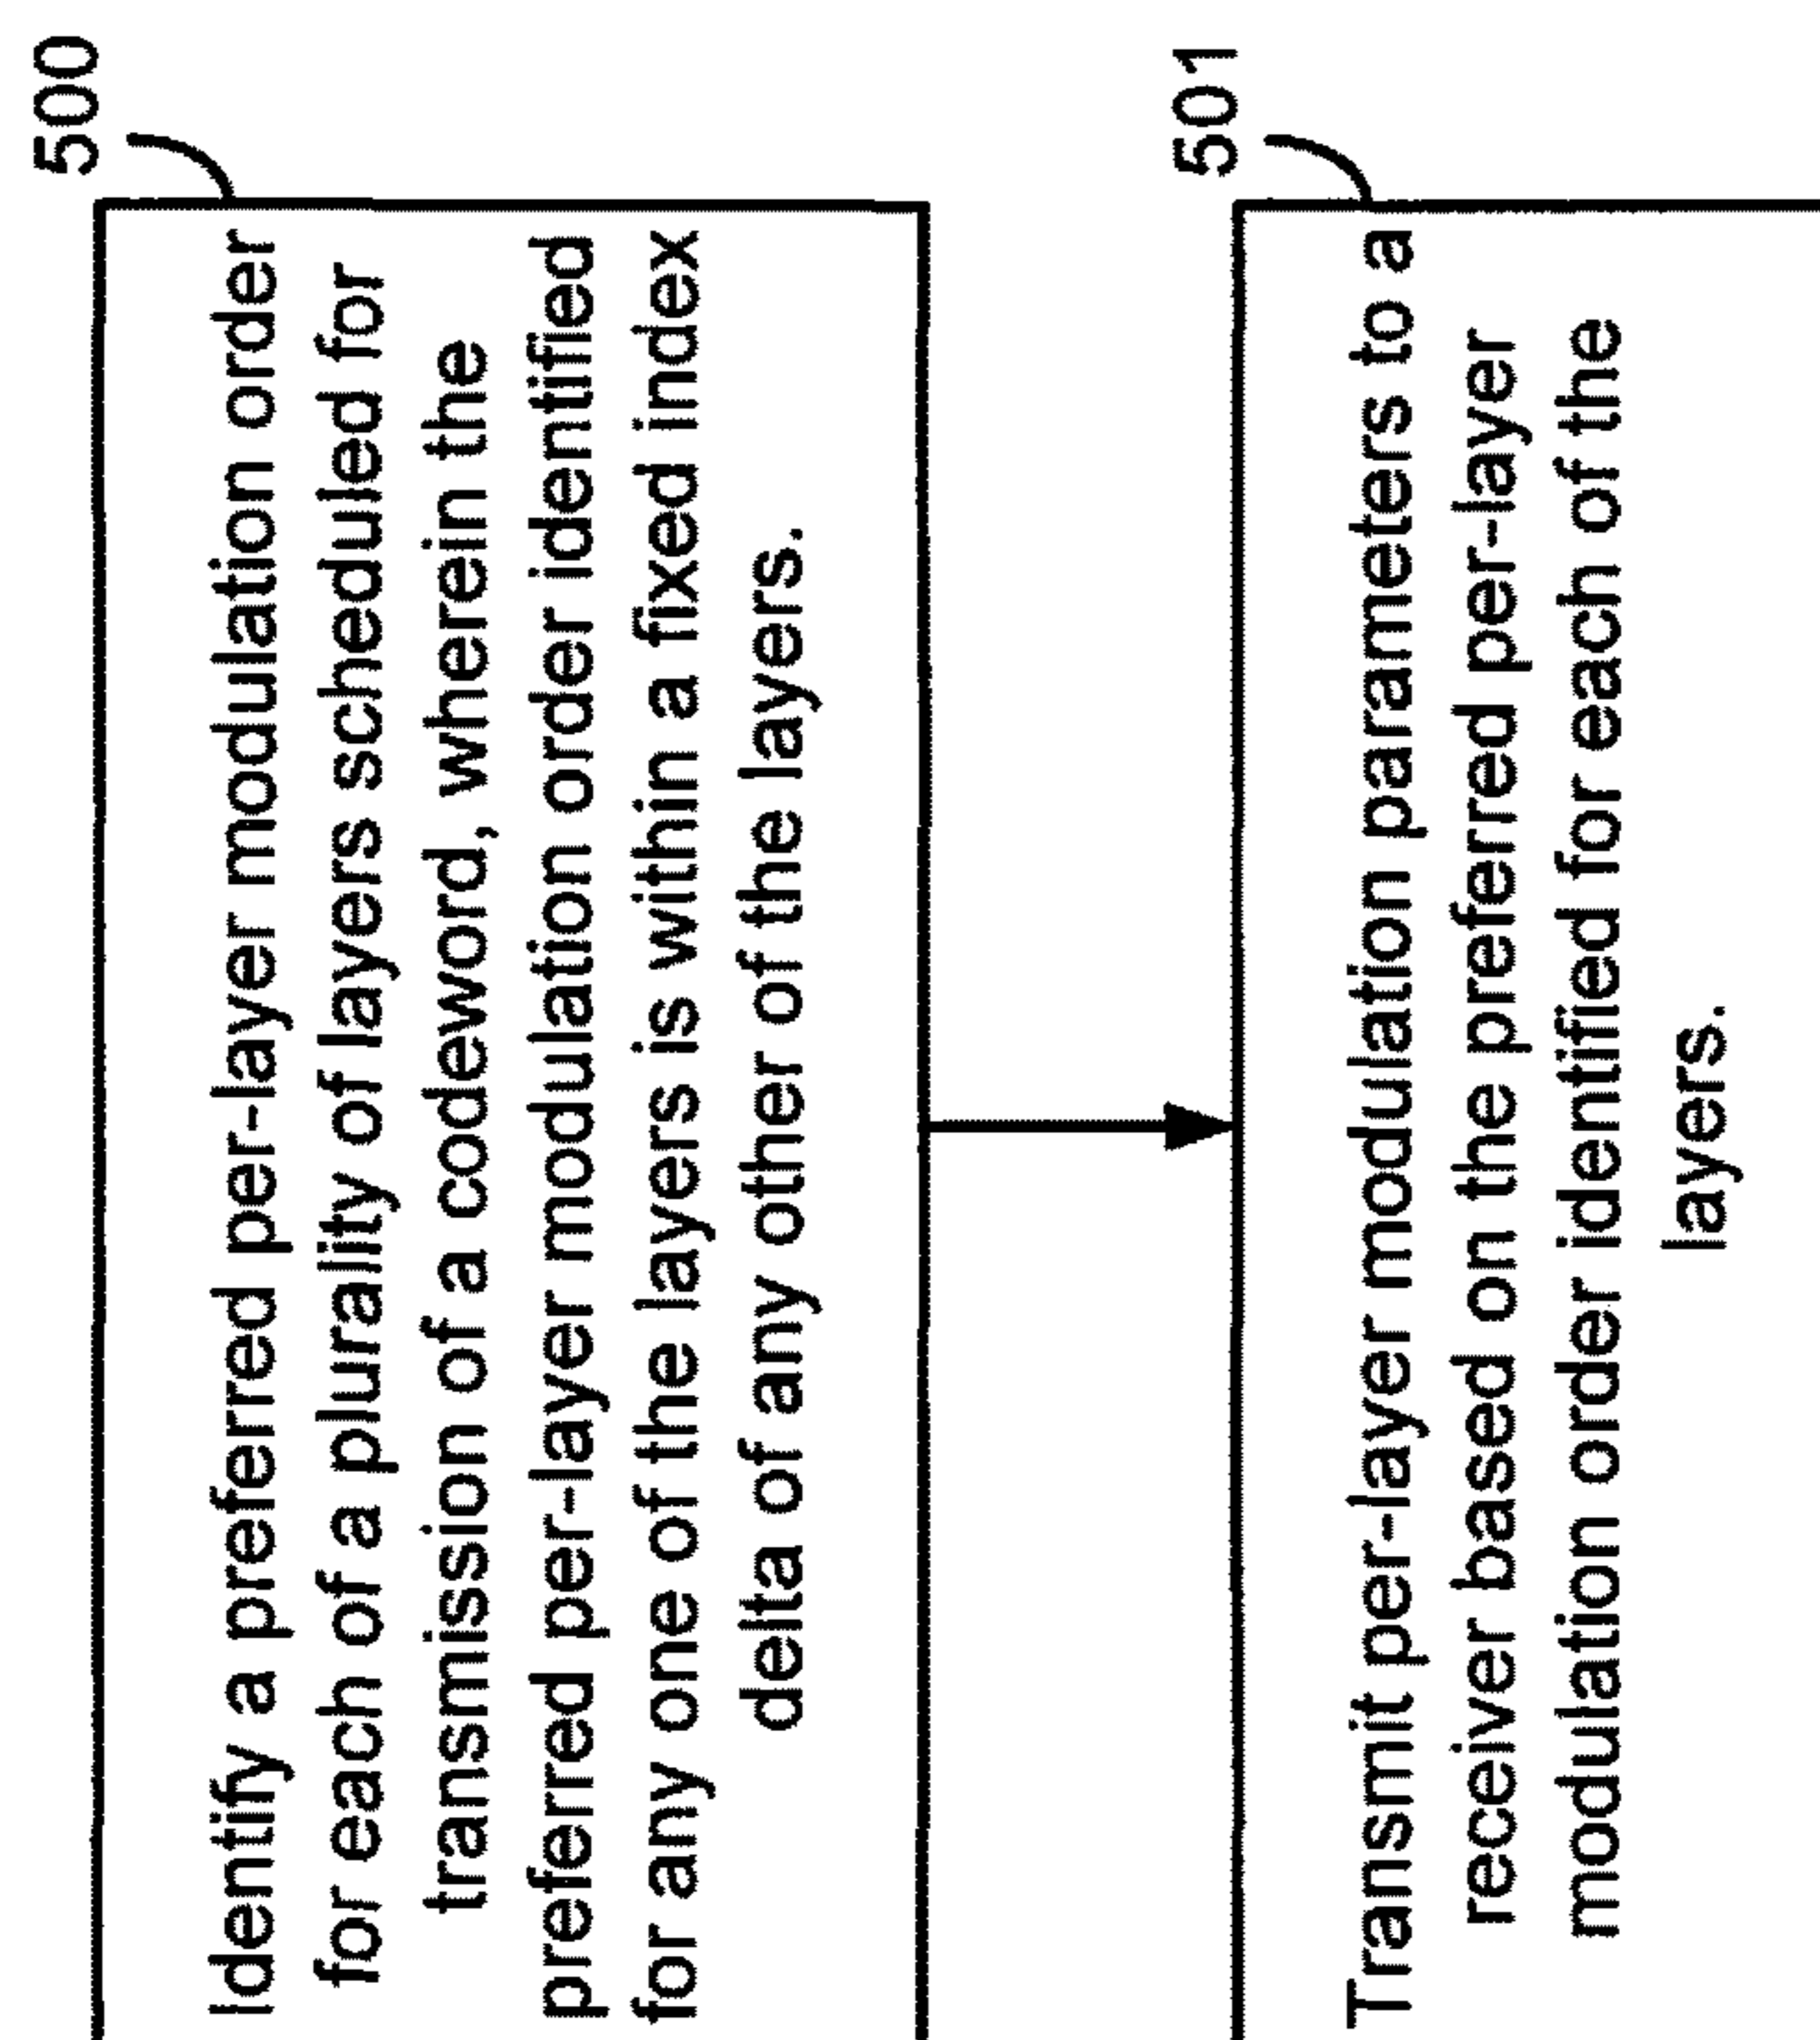 500
Identify a preferred per-layer modulation order
for each of a plurality of layers scheduled for
transmission of a codeword, wherein the
preferred per-layer modulation order identified
for any one of the layers is within a fixed index
delta of any other of the layers.
501
Transmit per-layer modulation parameters to a
receiver based on the preferred per-layer
modulation order identified for each of the
layers.